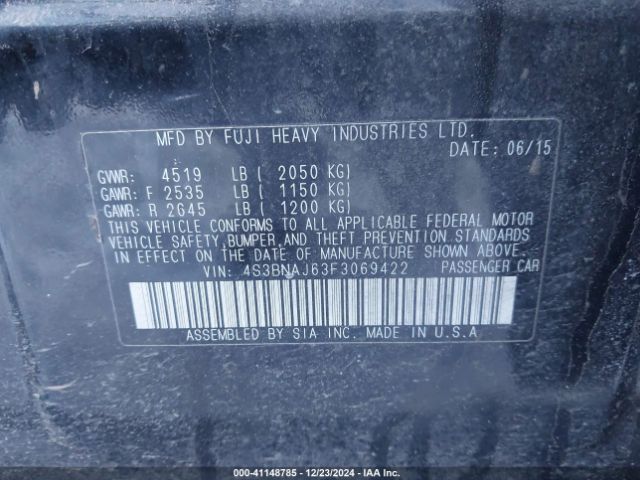 MFD BY FUJI HEAVY INDUSTRIES LTD.
DATE: 06/15
GVWR: 4519 LB ( 2050 KG)
GAWR: F 2535 LB ( 1150 KG)
GAWR: R 2645 LB ( 1200 KG)
THIS VEHICLE CONFORMS TO ALL APPLICABLE FEDERAL MOTOR
VEHICLE SAFETY, BUMPER, AND THEFT PREVENTION STANDARDS
IN EFFECT ON THE DATE OF MANUFACTURE SHOWN ABOVE.
VIN: 4S3BNAJ63F3069422 PASSENGER CAR
ASSEMBLED BY SIA INC. MADE IN U.S.A
000-41148785 - 12/23/2024 - IAA Inc.